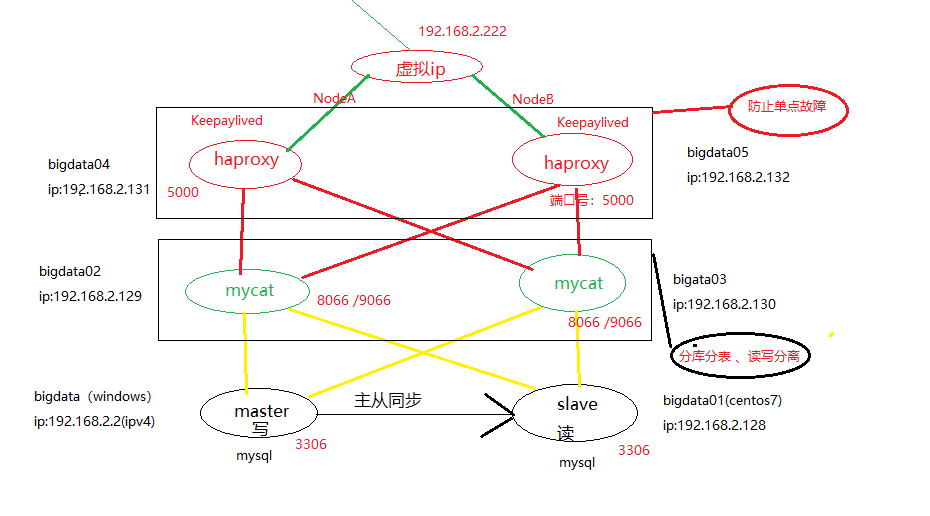 192.168.2.222
虚拟ip
NodeA
NodeB
防止单点故障
Keepaylived
Keepaylived
haproxy
haproxy
bigdata04
ip:192.168.2.131
5000
端口号：5000
bigdata05
ip:192.168.2.132
bigdata02
ip:192.168.2.129
mycat
8066 /9066
mycat
8066 /9066
bigata03
ip:192.168.2.130
分库分表 、读写分离
bigdata（windows）
ip:192.168.2.2(ipv4)
master
写
3306
mysql
主从同步
slave
读
3306
mysql
bigdata01(centos7)
ip:192.168.2.128